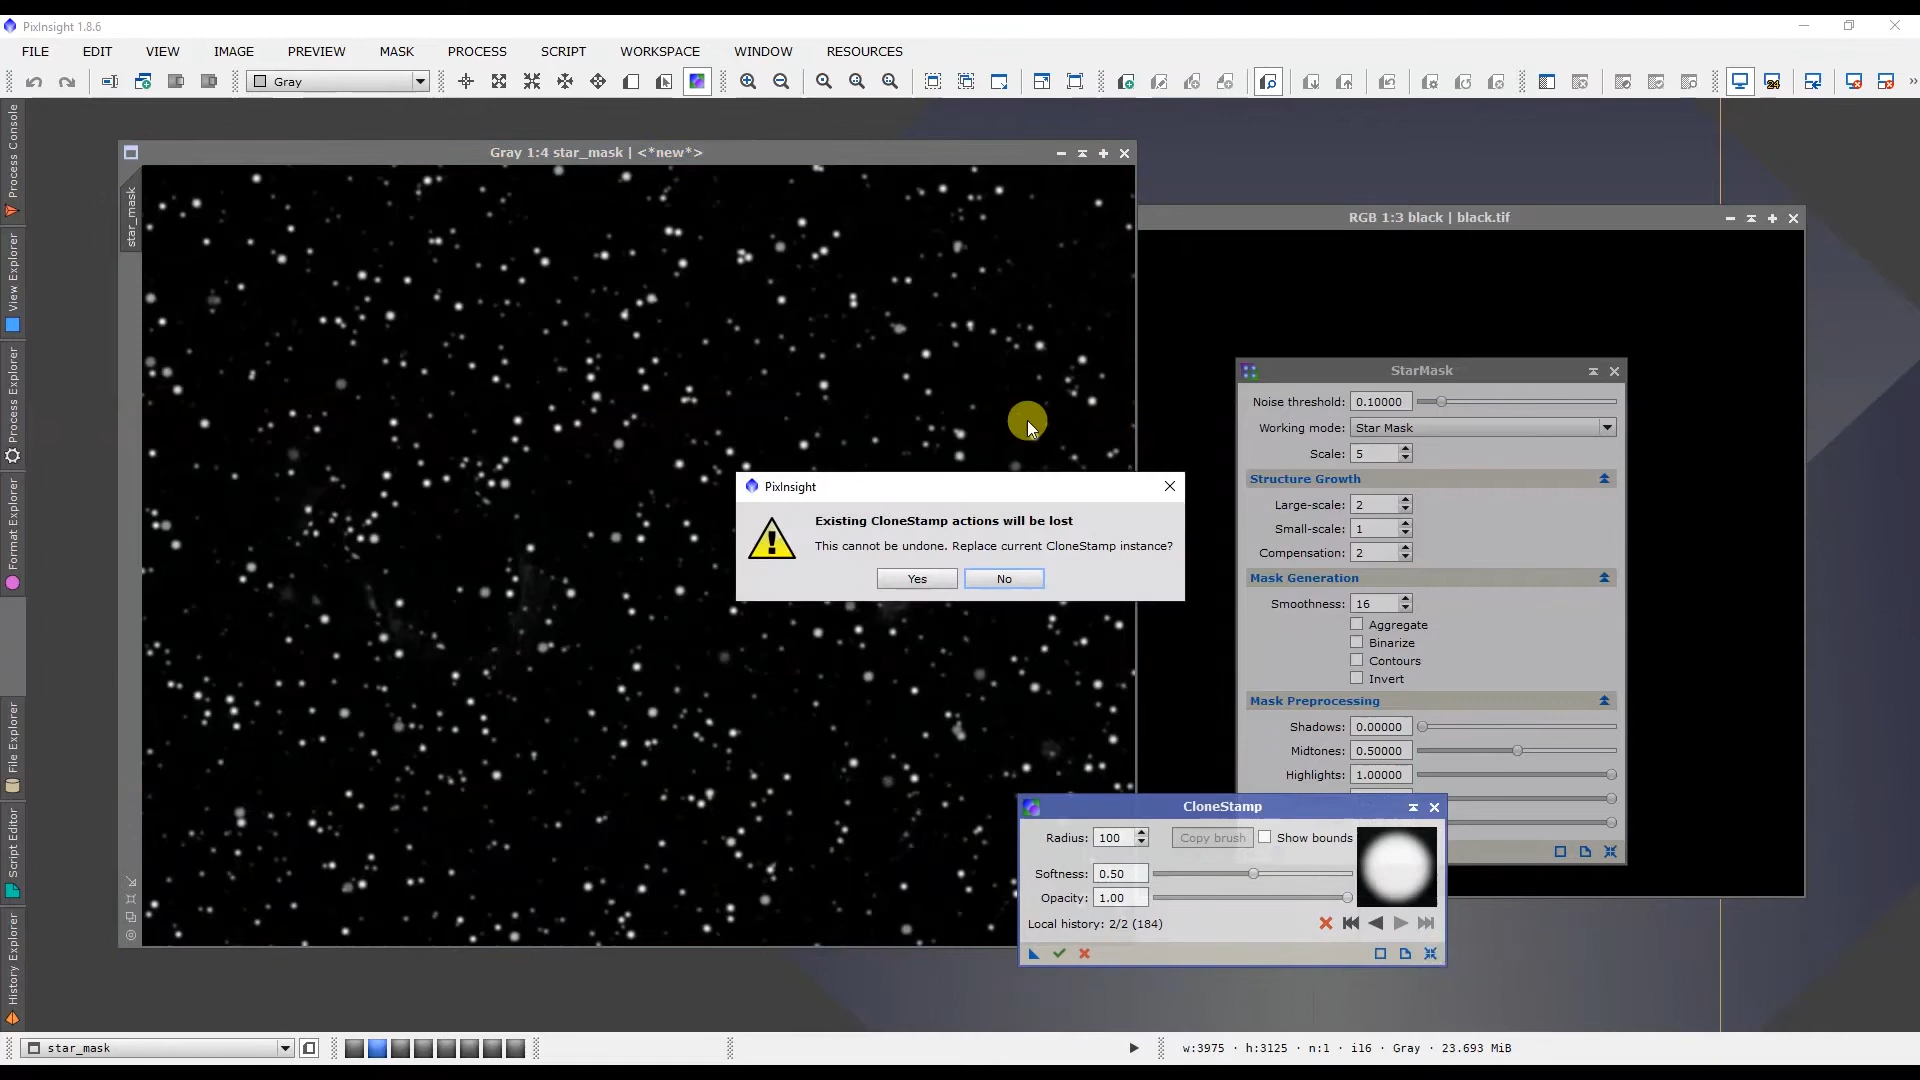 PixInsight 1.8.6
FILE EDIT VIEW IMAGE PREVIEW MASK PROCESS SCRIPT WORKSPACE WINDOW RESOURCES
Gray
24
»
Process Console
View Explorer
Process Explorer
Format Explorer
File Explorer
Script Editor
History Explorer
Gray 1:4 star_mask | <*new*>
star_mask
RGB 1:3 black | black.tif
StarMask
Noise threshold: 0.10000
Working mode: Star Mask
Scale: 5
Structure Growth
Large-scale: 2
Small-scale: 1
Compensation: 2
Mask Generation
Smoothness: 16
Aggregate
Binarize
Contours
Invert
Mask Preprocessing
Shadows: 0.00000
Midtones: 0.50000
Highlights: 1.00000
PixInsight
Existing CloneStamp actions will be lost
This cannot be undone. Replace current CloneStamp instance?
Yes No
CloneStamp
Radius: 100 Copy brush Show bounds
Softness: 0.50
Opacity: 1.00
Local history: 2/2 (184)
star_mask
w:3975 · h:3125 · n:1 · i16 · Gray · 23.693 MiB